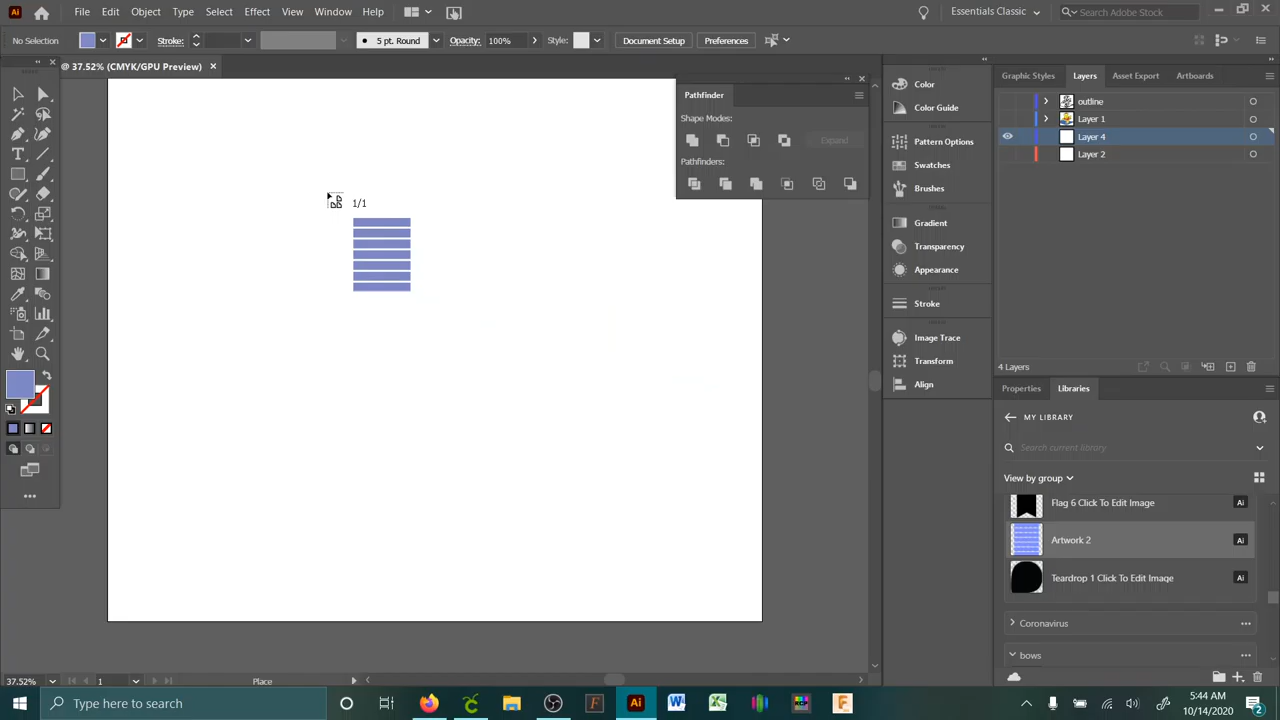 File Edit Object Type Select Effect View Window Help
Essentials Classic
Adobe Stock
No Selection
Stroke:
5 pt. Round
Opacity: 100%
Style:
Document Setup
Preferences
@ 37.52% (CMYK/GPU Preview)
Pathfinder
Shape Modes:
Expand
Pathfinders:
1/1
Color
Color Guide
Pattern Options
Swatches
Brushes
Gradient
Transparency
Appearance
Stroke
Image Trace
Transform
Align
Graphic Styles Layers Asset Export Artboards
outline
Layer 1
Layer 4
Layer 2
4 Layers
Properties Libraries
MY LIBRARY
Search current library
View by group
Flag 6 Click To Edit Image
Artwork 2
Teardrop 1 Click To Edit Image
Coronavirus
bows
37.52% 1 Place
Type here to search
5:44 AM
10/14/2020
2